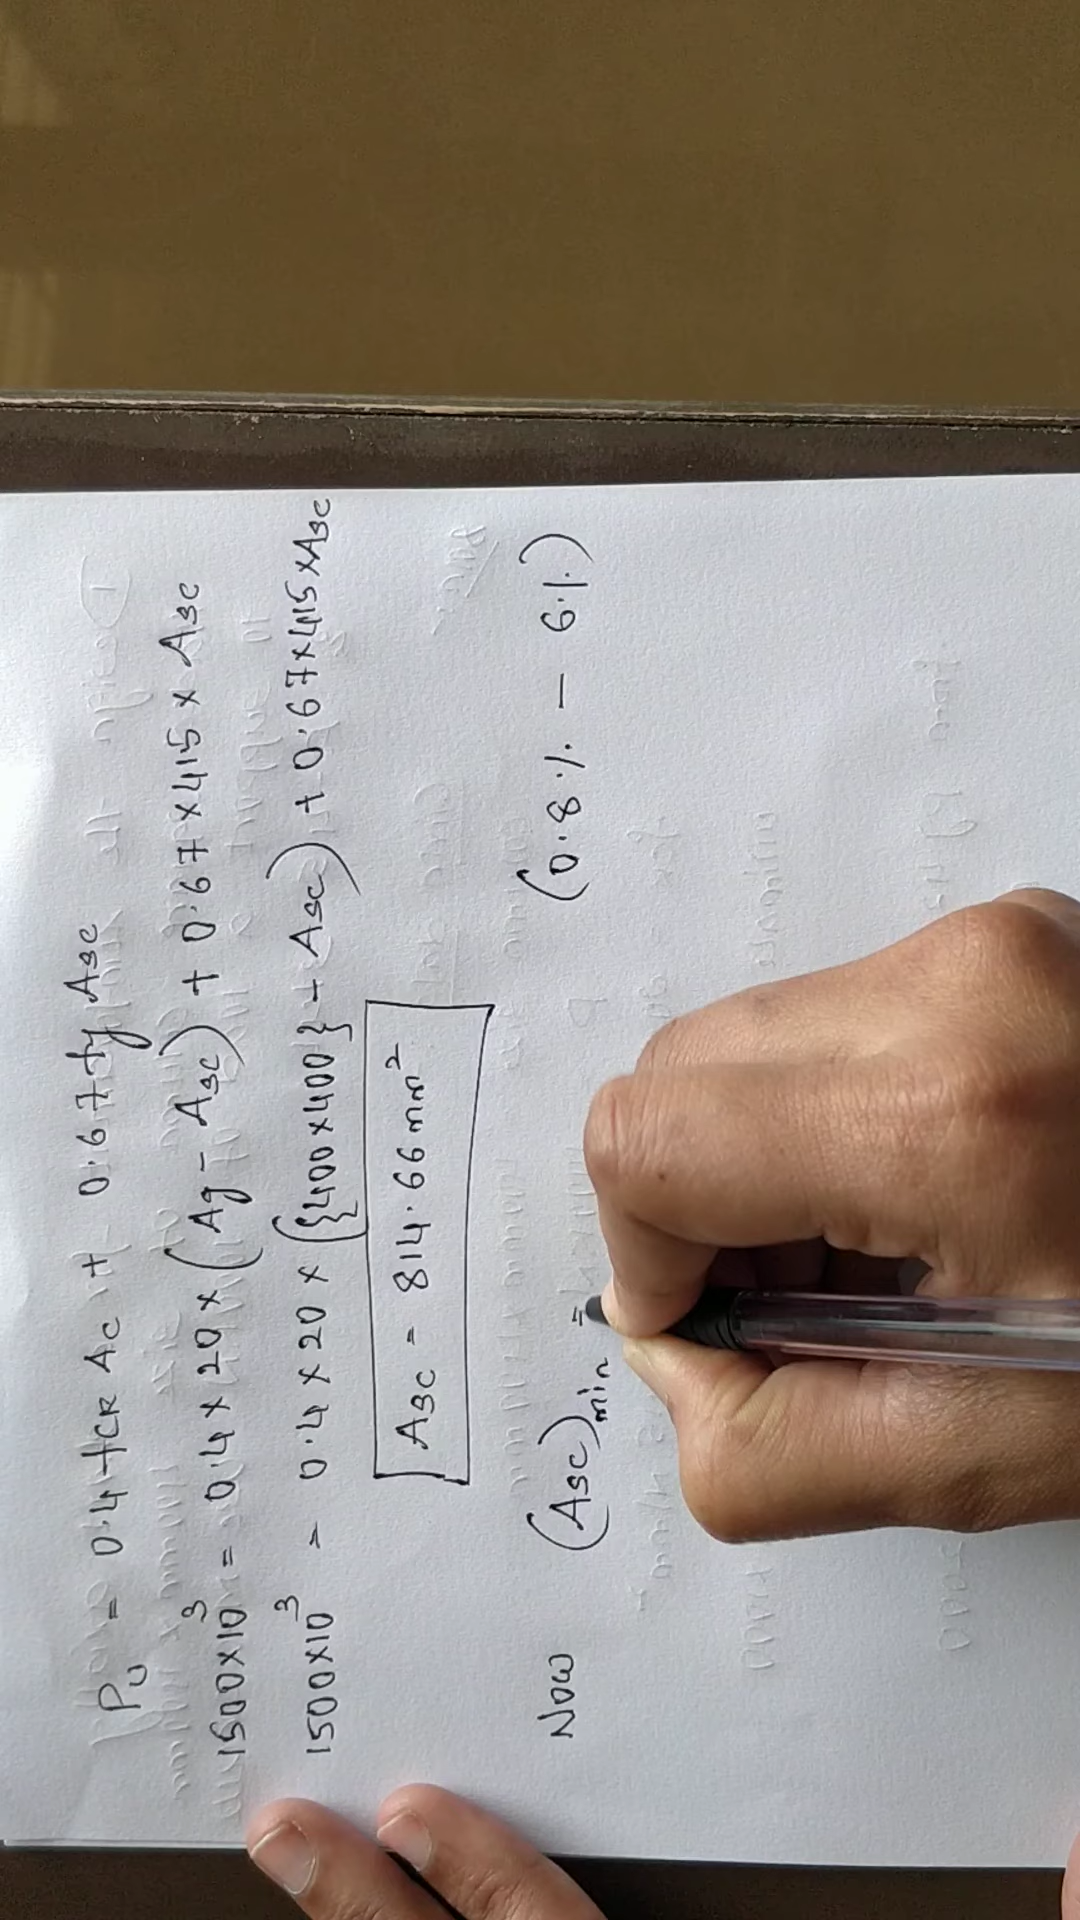 Pu = 0.4 fck Ac + 0.67 fy Asc
1500×10³ = 0.4 × 20 × (Ag - Asc) + 0.67 × 415 × Asc
1500×10³ = 0.4 × 20 × ({400×400} - Asc) + 0.67×415×Asc
Asc = 814.66 mm²
Now (Asc)min = (0.8% - 6%)